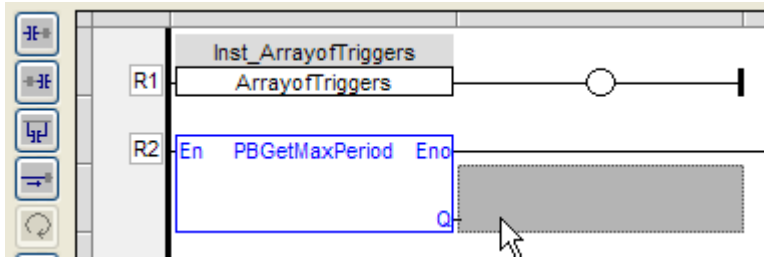 Inst_ArrayofTriggers
R1 ArrayofTriggers
R2 En PBGetMaxPeriod Eno
Q